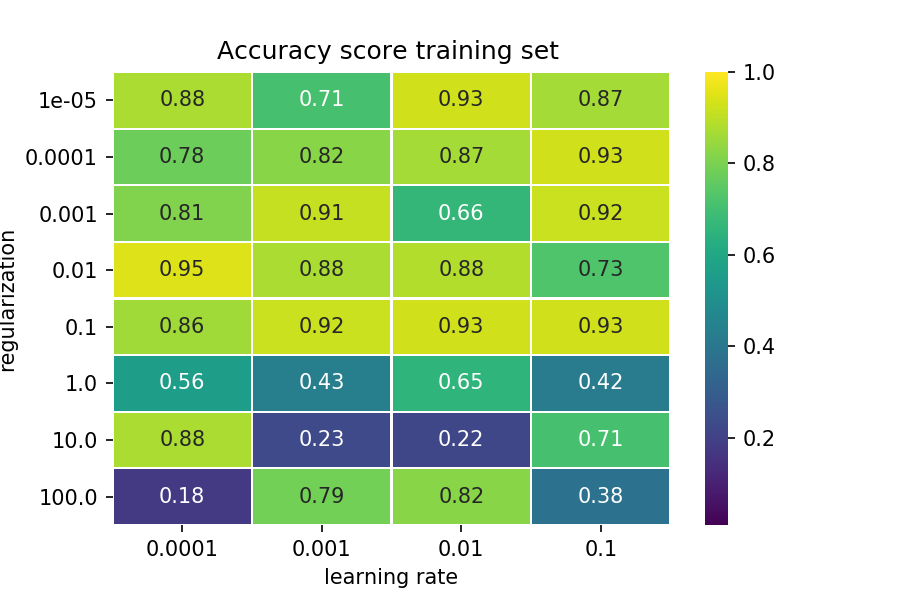 Accuracy score training set
1e-05 0.88 0.71 0.93 0.87
0.0001 0.78 0.82 0.87 0.93
0.001 0.81 0.91 0.66 0.92
0.01 0.95 0.88 0.88 0.73
0.1 0.86 0.92 0.93 0.93
1.0 0.56 0.43 0.65 0.42
10.0 0.88 0.23 0.22 0.71
100.0 0.18 0.79 0.82 0.38
0.0001 0.001 0.01 0.1
learning rate
regularization
1.0
0.8
0.6
0.4
0.2